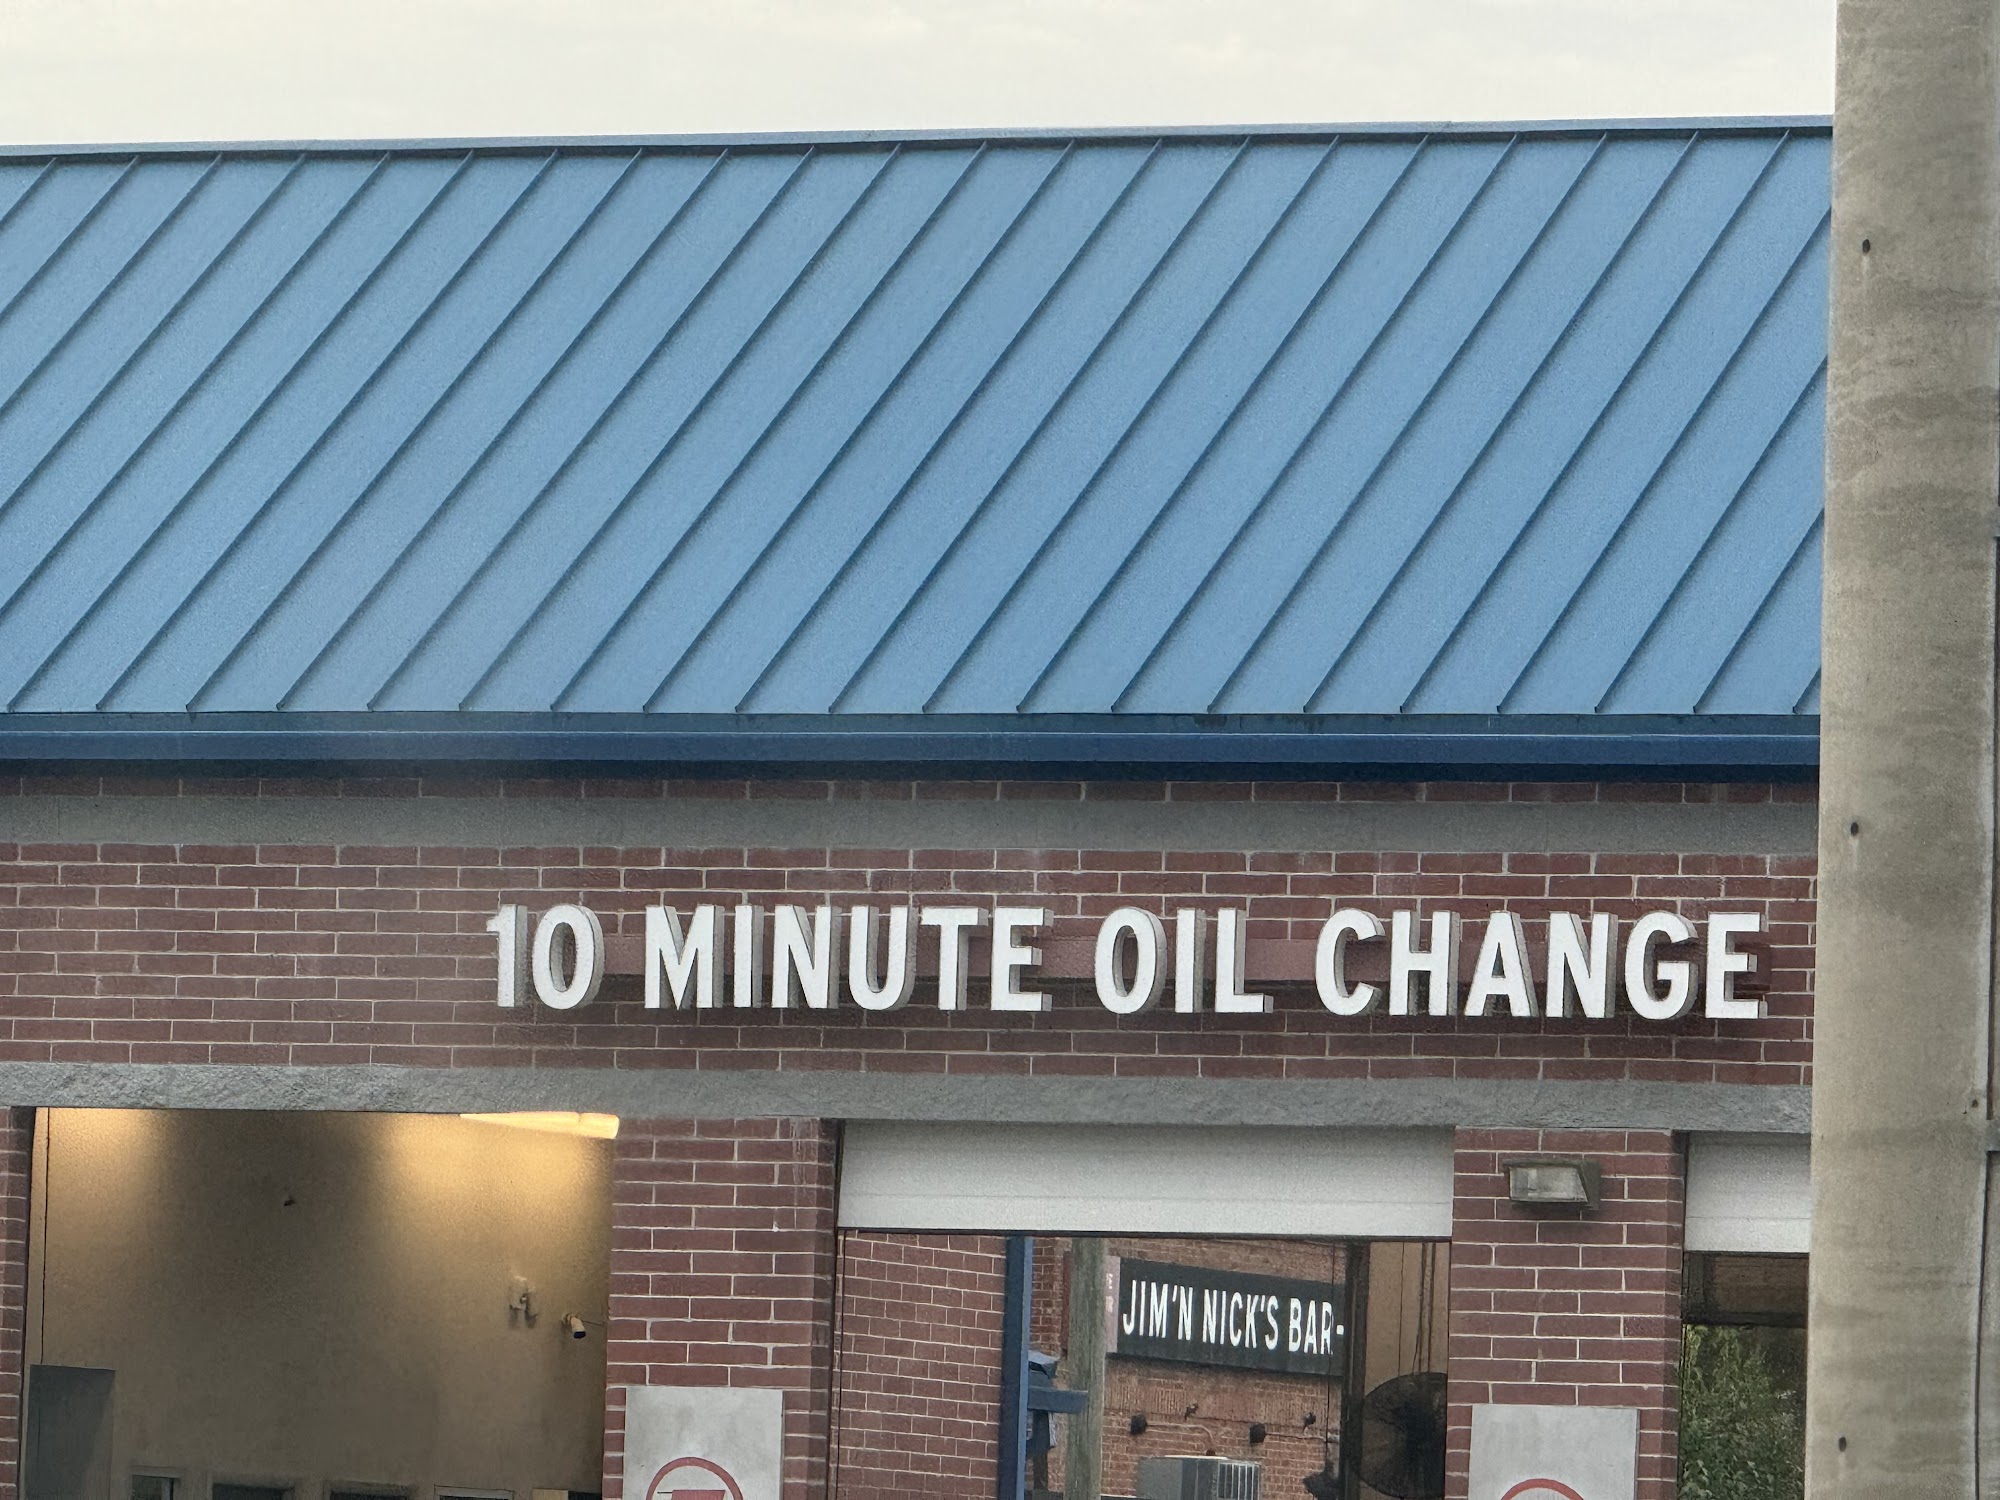 10 MINUTE OIL CHANGE
JIM'N NICK'S BAR-